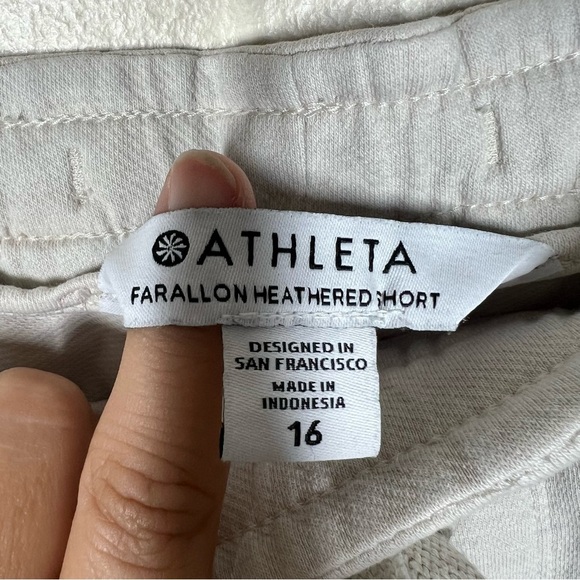 ATHLETA
FARALLON HEATHERED SHORT
DESIGNED IN
SAN FRANCISCO
MADE IN
INDONESIA
16